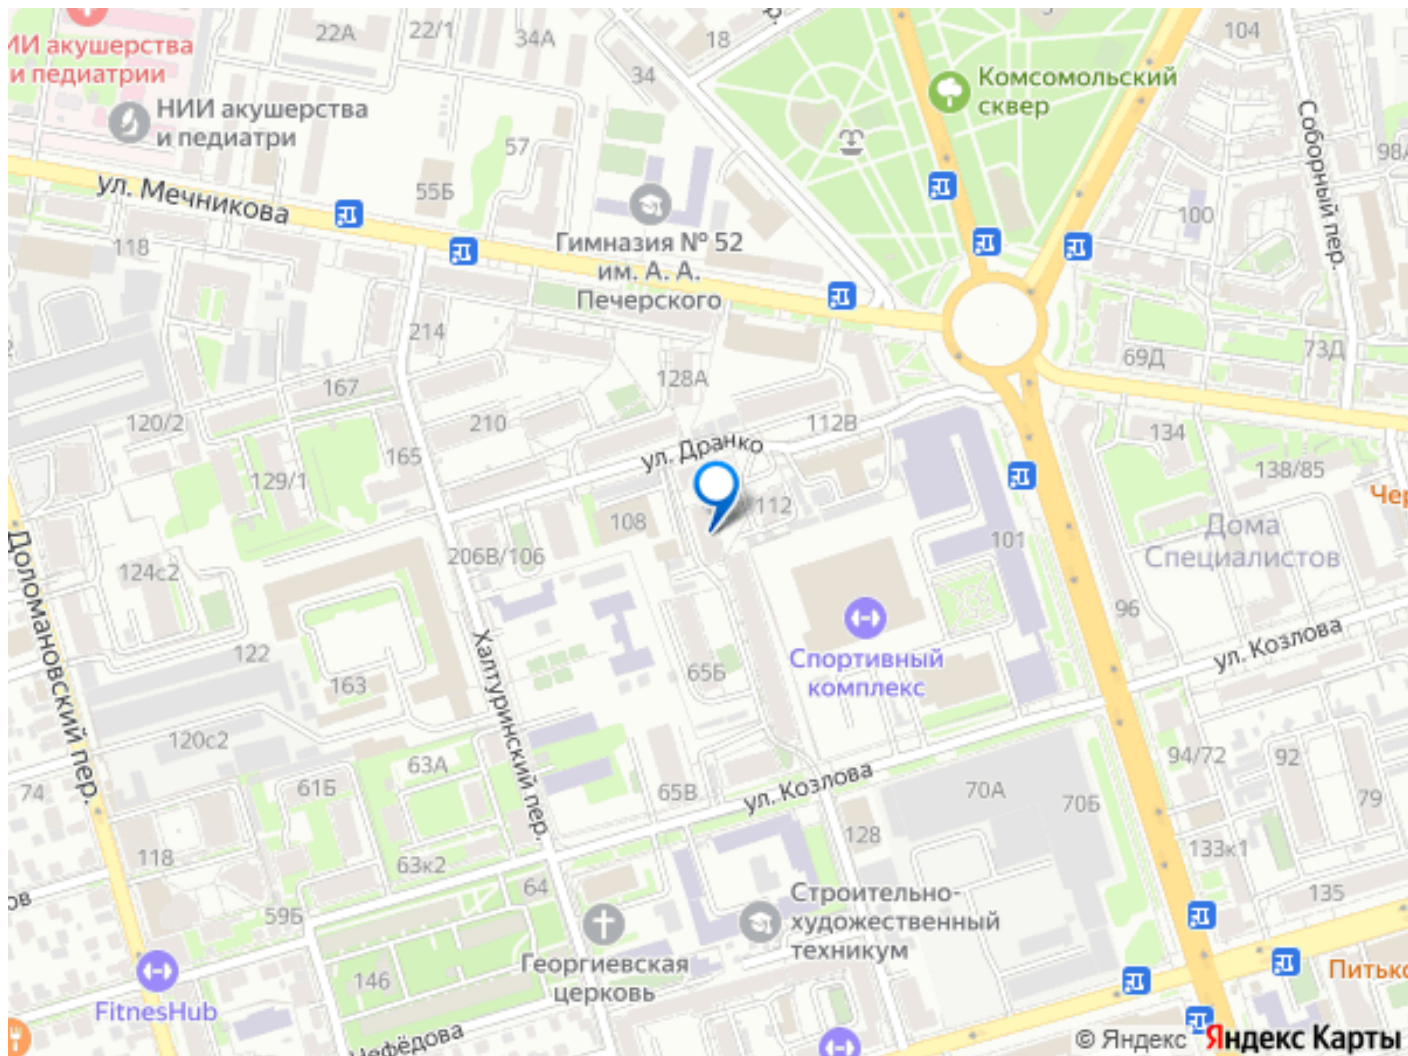 22А
22/1
34А
18
р.
104
ИИ акушерства
и педиатрии
34
Комсомольский
сквер
НИИ акушерства
и педиатри
Соборный пер.
98А
57
55Б
ул. Мечникова
100
118
Гимназия № 52
им. А. А.
Печерского
214
128А
69Д
73Д
167
120/2
210
112В
134
165
ул. Дранко
129/1
138/85
Чер
108
112
Дома
Специалистов
101
206В/106
124с2
96
Доломановский пер.
ул. Козлова
122
163
Халтуринский пер.
65Б
Спортивный
комплекс
120с2
63А
61Б
65В
ул. Козлова
70А
70Б
94/72
92
79
74
118
63к2
128
133к1
64
135
ов
59Б
Строительно-
художественный
техникум
146
Георгиевская
церковь
FitnesHub
Питько
Нефёдова
© Яндекс Яндекс Карты